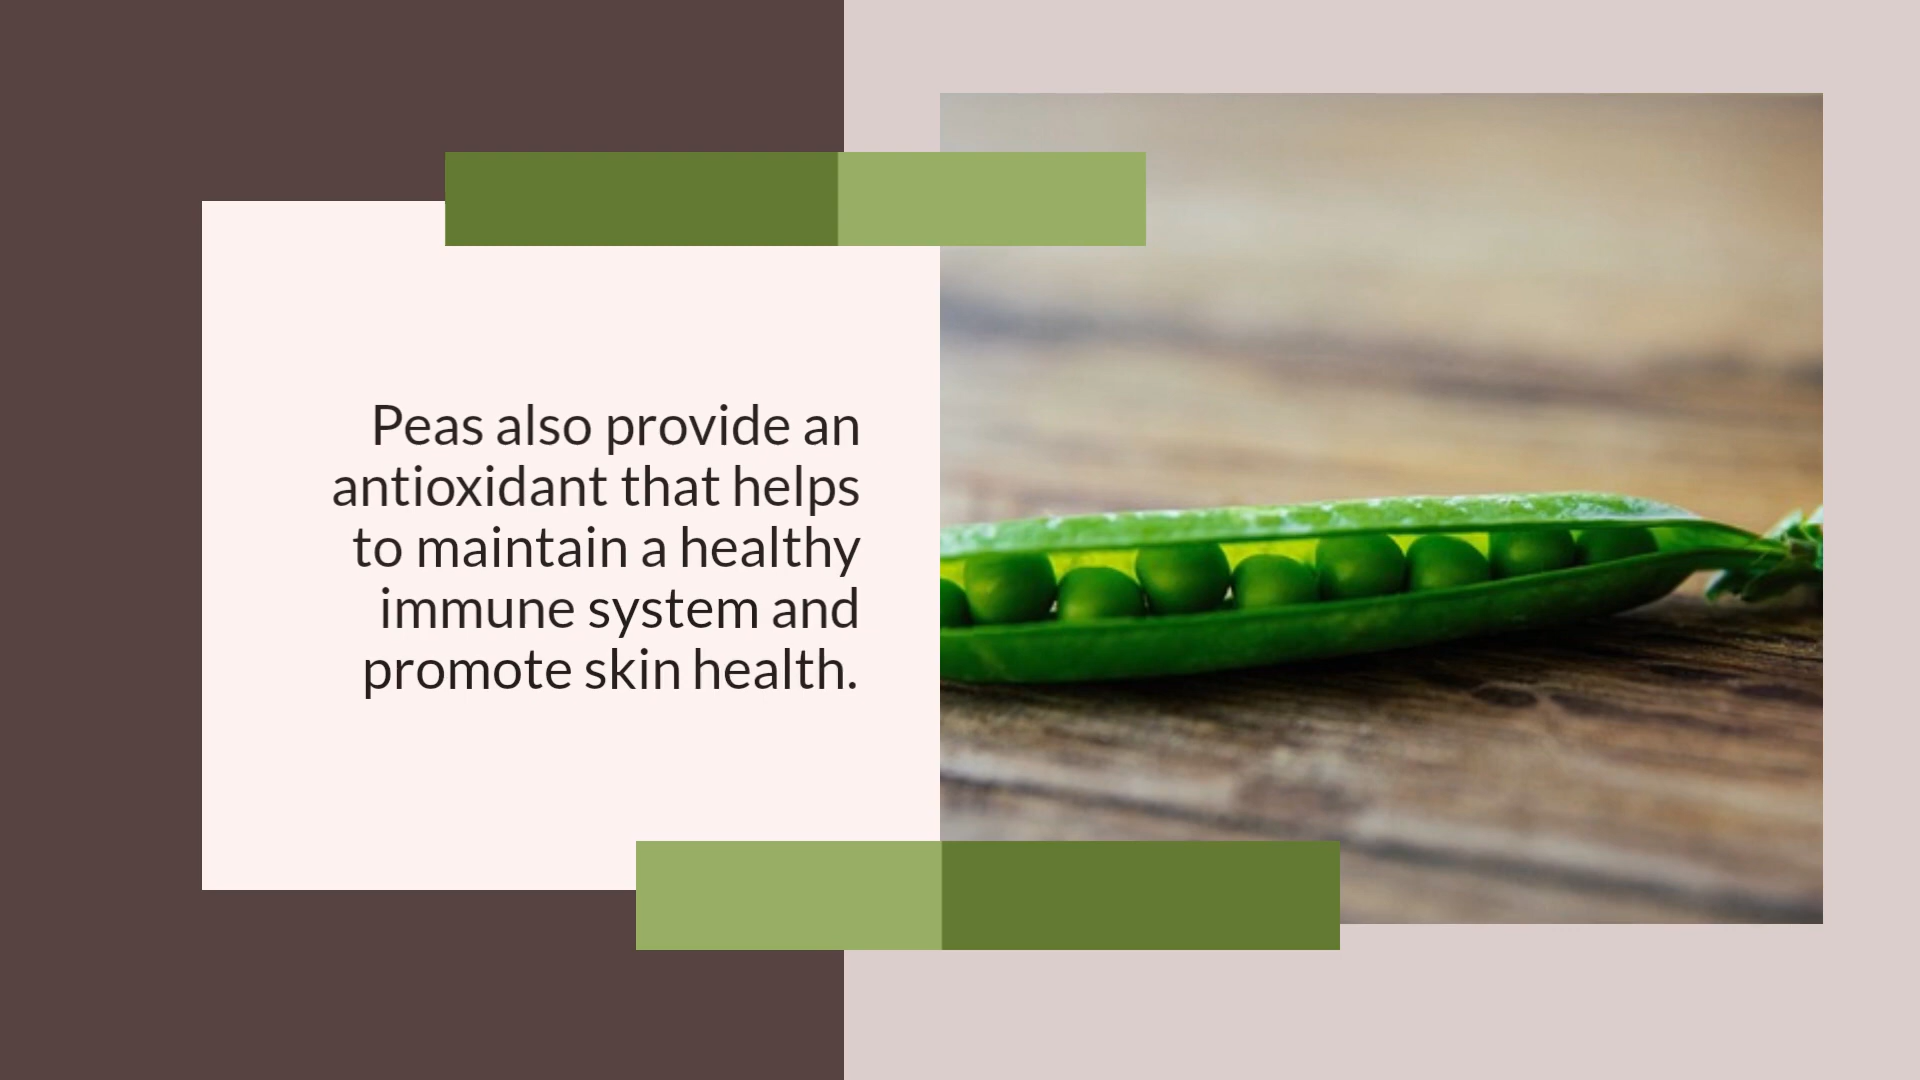 Peas also provide an
antioxidant that helps
to maintain a healthy
immune system and
promote skin health.